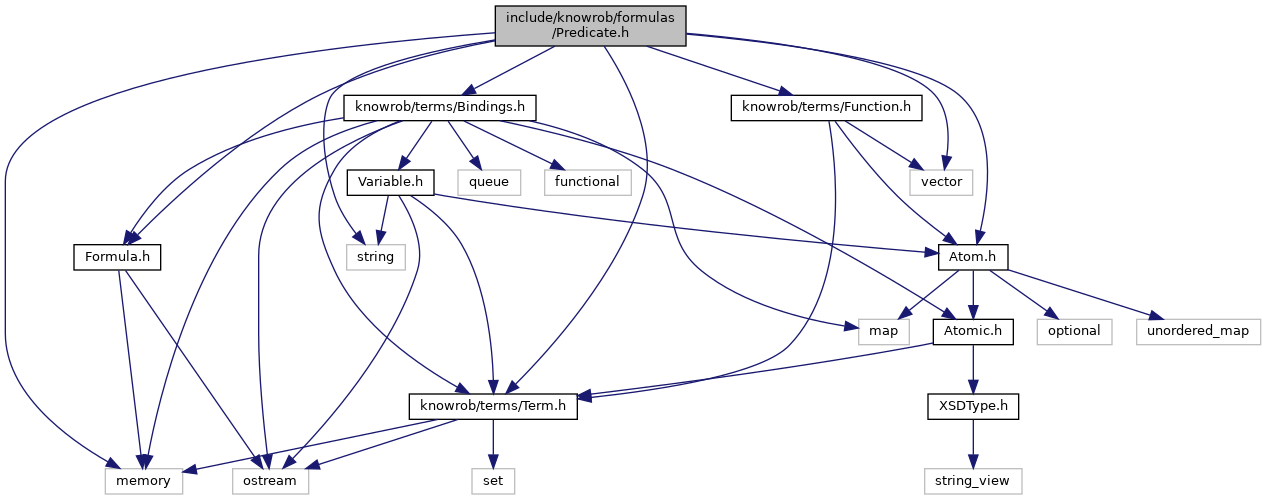 include/knowrob/formulas
/Predicate.h
knowrob/terms/Bindings.h
knowrob/terms/Function.h
Variable.h
queue
functional
vector
Formula.h
string
Atom.h
map
Atomic.h
optional
unordered_map
knowrob/terms/Term.h
XSDType.h
memory
ostream
set
string_view